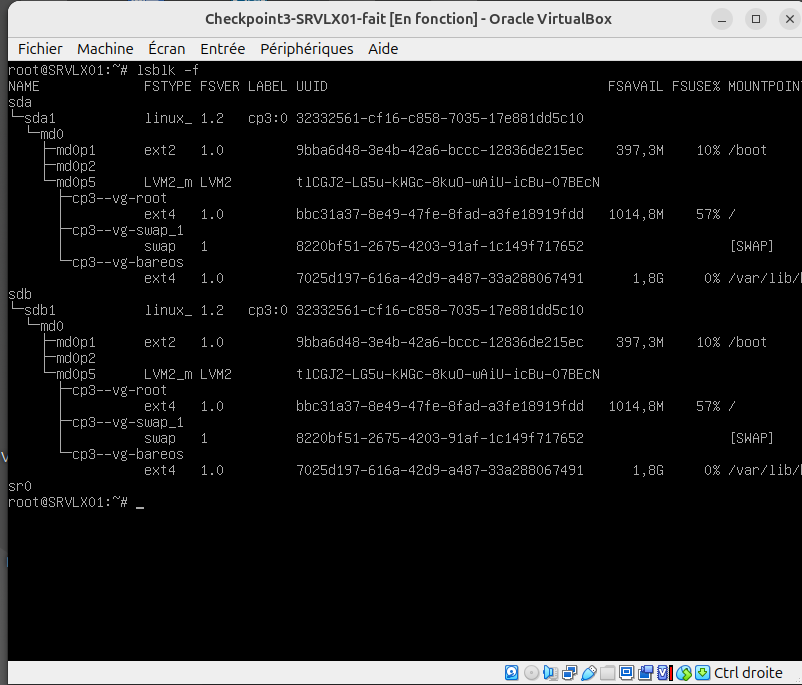 Checkpoint3-SRVLX01-fait [En fonction] - Oracle VirtualBox
Fichier Machine Écran Entrée Périphériques Aide
root@SRVLX01:~# lsblk -f
NAME FSTYPE FSVER LABEL UUID FSAVAIL FSUSE% MOUNTPOIN
sda
└─sda1 linux_ 1.2 cp3:0 32332561-cf16-c858-7035-17e881dd5c10
└─md0
├─md0p1 ext2 1.0 9bba6d48-3e4b-42a6-bccc-12836de215ec 397,3M 10% /boot
├─md0p2
└─md0p5 LVM2_m LVM2 tlCGJ2-LG5u-kWGc-8kuO-wAiU-icBu-07BEcN
├─cp3--vg-root
│ ext4 1.0 bbc31a37-8e49-47fe-8fad-a3fe18919fdd 1014,8M 57% /
├─cp3--vg-swap_1
│ swap 1 8220bf51-2675-4203-91af-1c149f717652 [SWAP]
└─cp3--vg-bareos
ext4 1.0 7025d197-616a-42d9-a487-33a288067491 1,8G 0% /var/lib/
sdb
└─sdb1 linux_ 1.2 cp3:0 32332561-cf16-c858-7035-17e881dd5c10
└─md0
├─md0p1 ext2 1.0 9bba6d48-3e4b-42a6-bccc-12836de215ec 397,3M 10% /boot
├─md0p2
└─md0p5 LVM2_m LVM2 tlCGJ2-LG5u-kWGc-8kuO-wAiU-icBu-07BEcN
├─cp3--vg-root
│ ext4 1.0 bbc31a37-8e49-47fe-8fad-a3fe18919fdd 1014,8M 57% /
├─cp3--vg-swap_1
│ swap 1 8220bf51-2675-4203-91af-1c149f717652 [SWAP]
└─cp3--vg-bareos
ext4 1.0 7025d197-616a-42d9-a487-33a288067491 1,8G 0% /var/lib/
sr0
root@SRVLX01:~# _
Ctrl droite